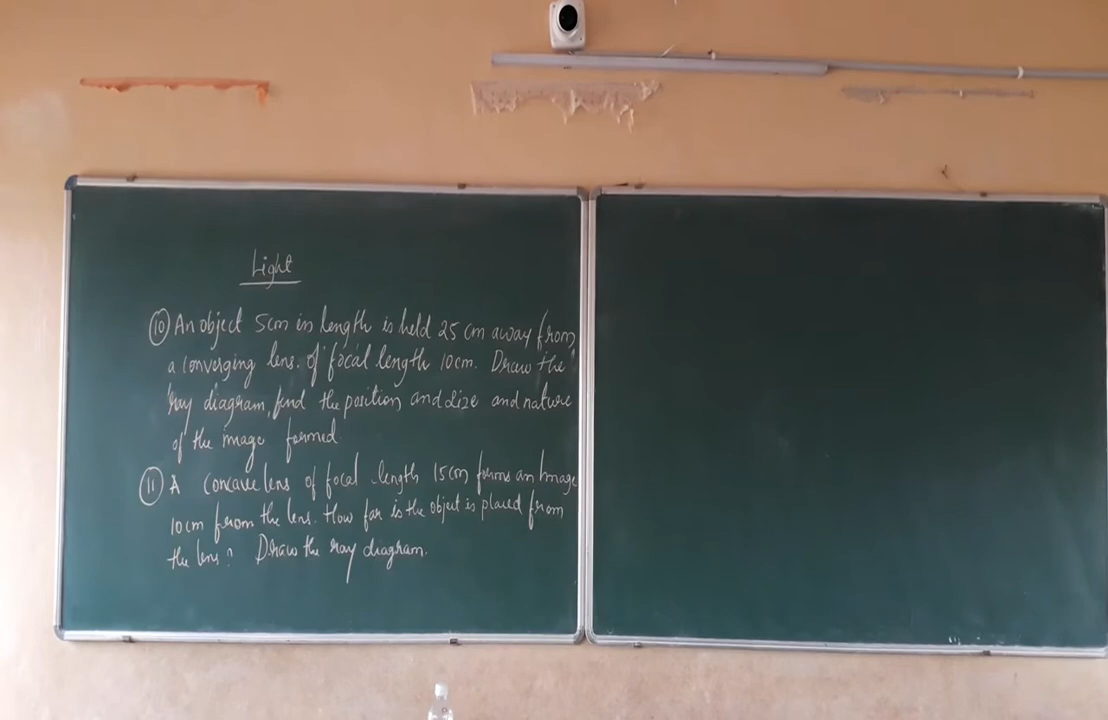 Light
10 An object 5cm in length is held 25 cm away from
a converging lens. of focal length 10cm. Draw the
ray diagram, find the position and size and nature
of the image formed
11 A concave lens of focal length 15cm forms an Image
10cm from the lens. How far is the object is placed from
the lens? Draw the ray diagram.